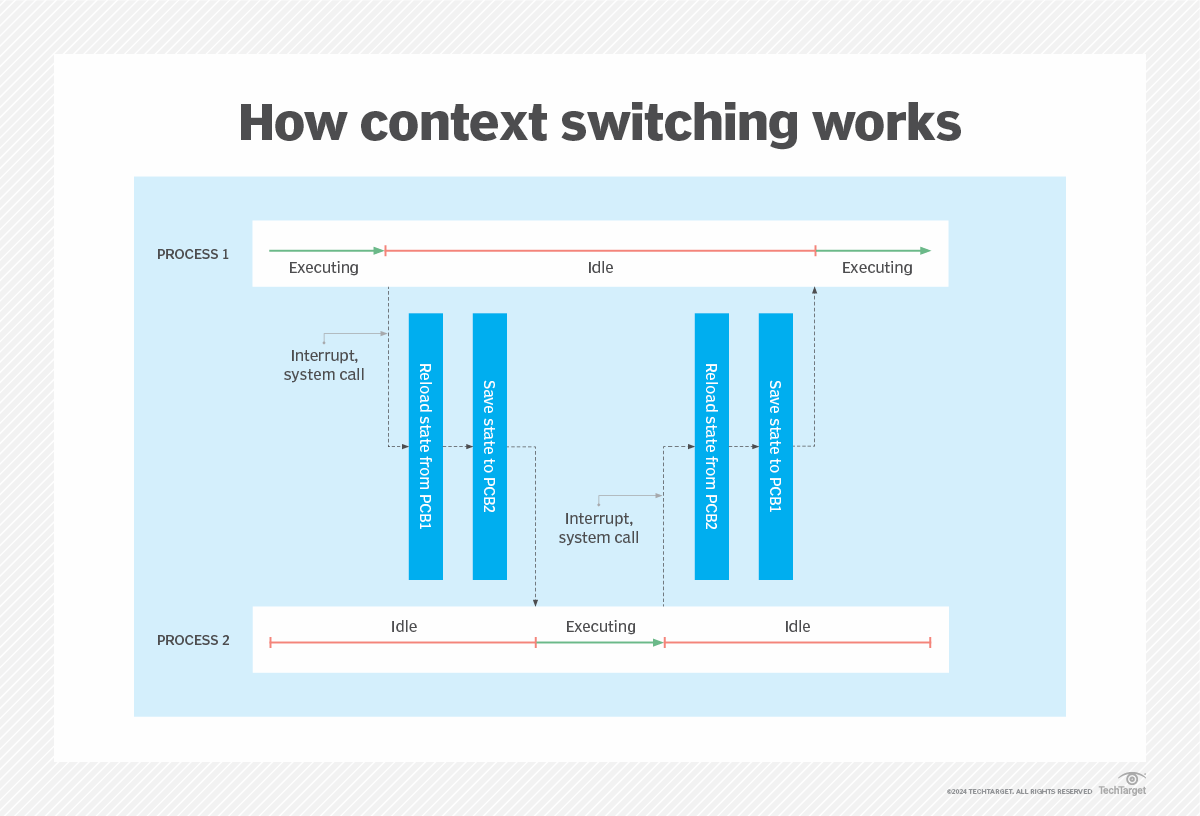 How context switching works
PROCESS 1
Executing
Idle
Executing
Interrupt,
system call
Reload state from PCB1
Save state to PCB2
Interrupt,
system call
Reload state from PCB2
Save state to PCB1
PROCESS 2
Idle
Executing
Idle
©2024 TECHTARGET. ALL RIGHTS RESERVED
TechTarget